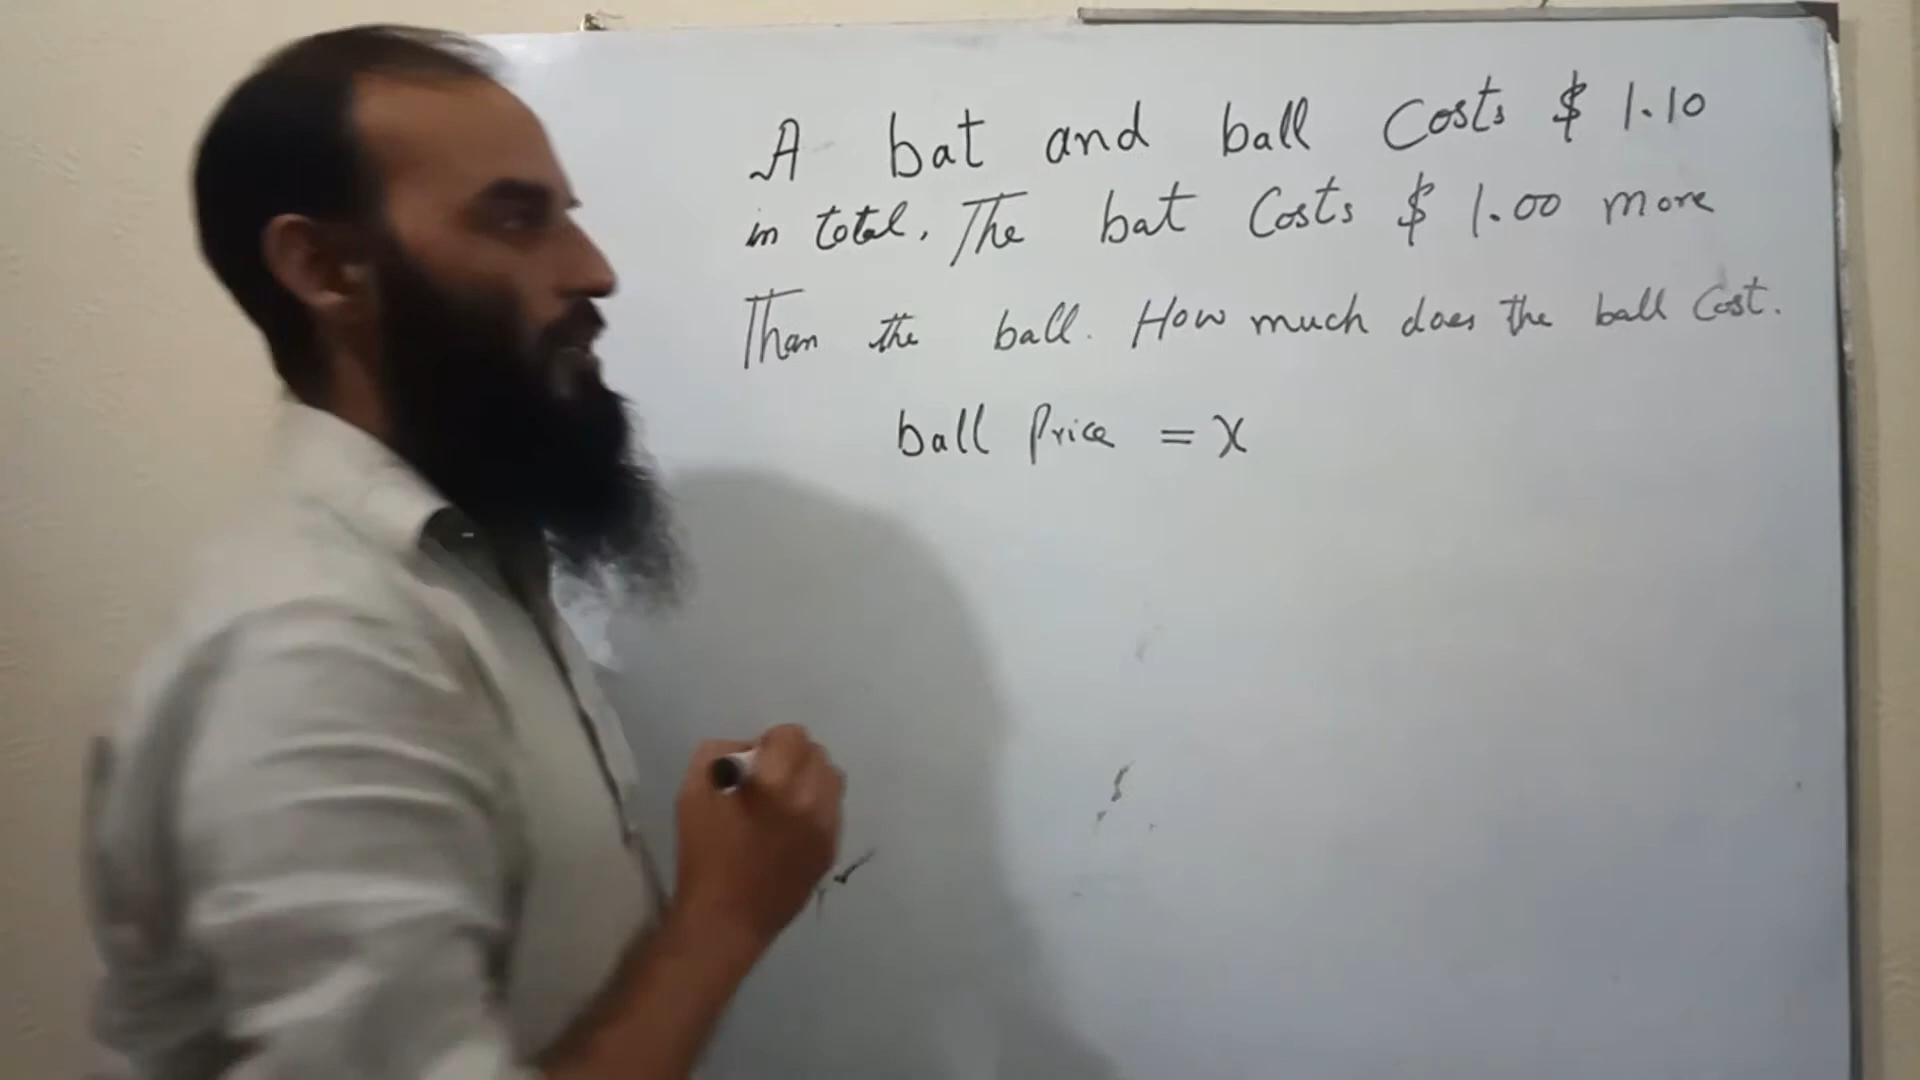 A bat and ball Costs $ 1.10
in total. The bat Costs $ 1.00 more
Than the ball. How much does the ball Cost.
ball Price = x